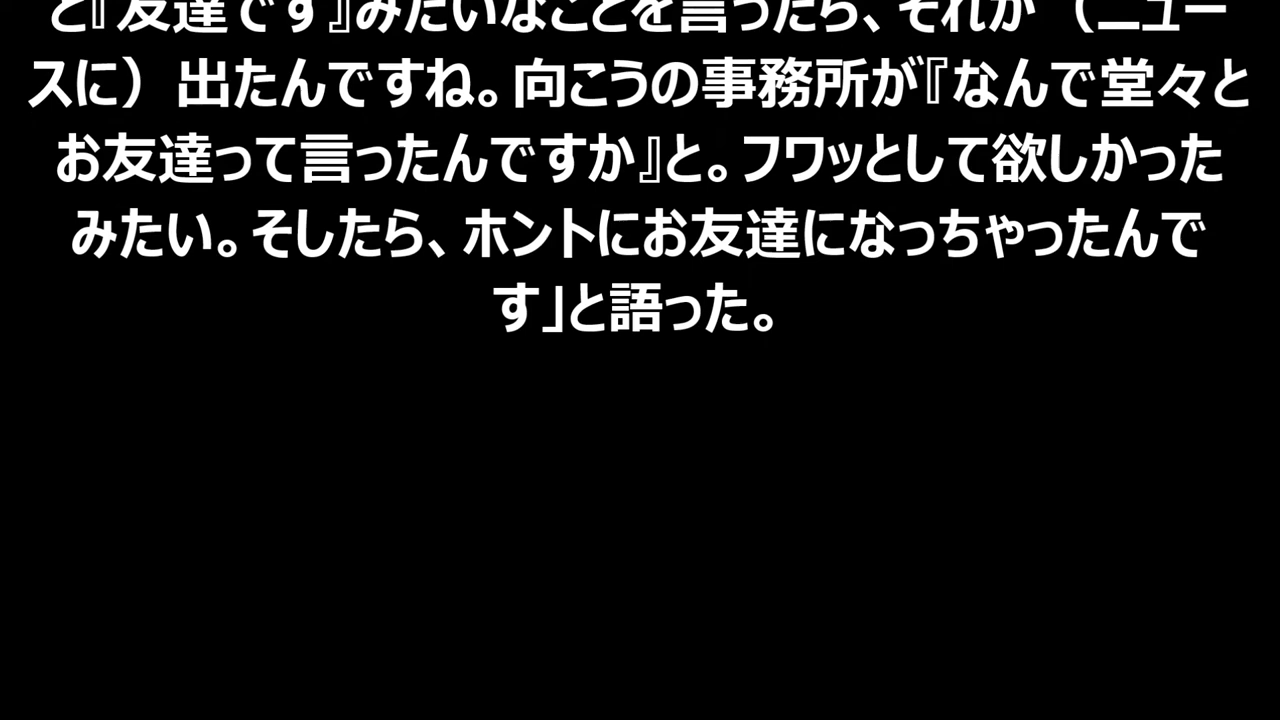 と『友達です』みたいなことを言ったら、それが（ニュー
スに）出たんですね。向こうの事務所が『なんで堂々と
お友達って言ったんですか』と。フワッとして欲しかった
みたい。そしたら、ホントにお友達になっちゃったんで
す」と語った。